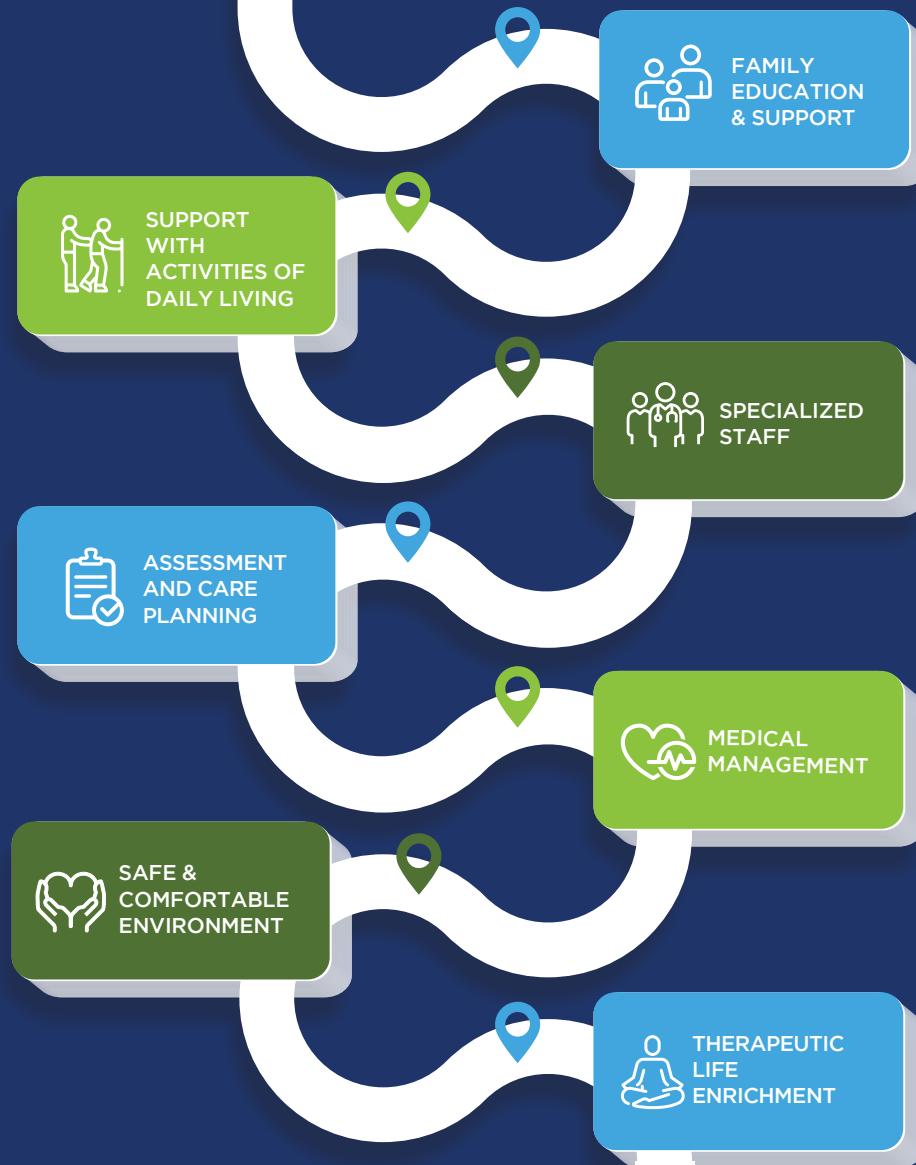 FAMILY
EDUCATION
& SUPPORT
SUPPORT
WITH
ACTIVITIES OF
DAILY LIVING
SPECIALIZED
STAFF
ASSESSMENT
AND CARE
PLANNING
MEDICAL
MANAGEMENT
SAFE &
COMFORTABLE
ENVIRONMENT
THERAPEUTIC
LIFE
ENRICHMENT